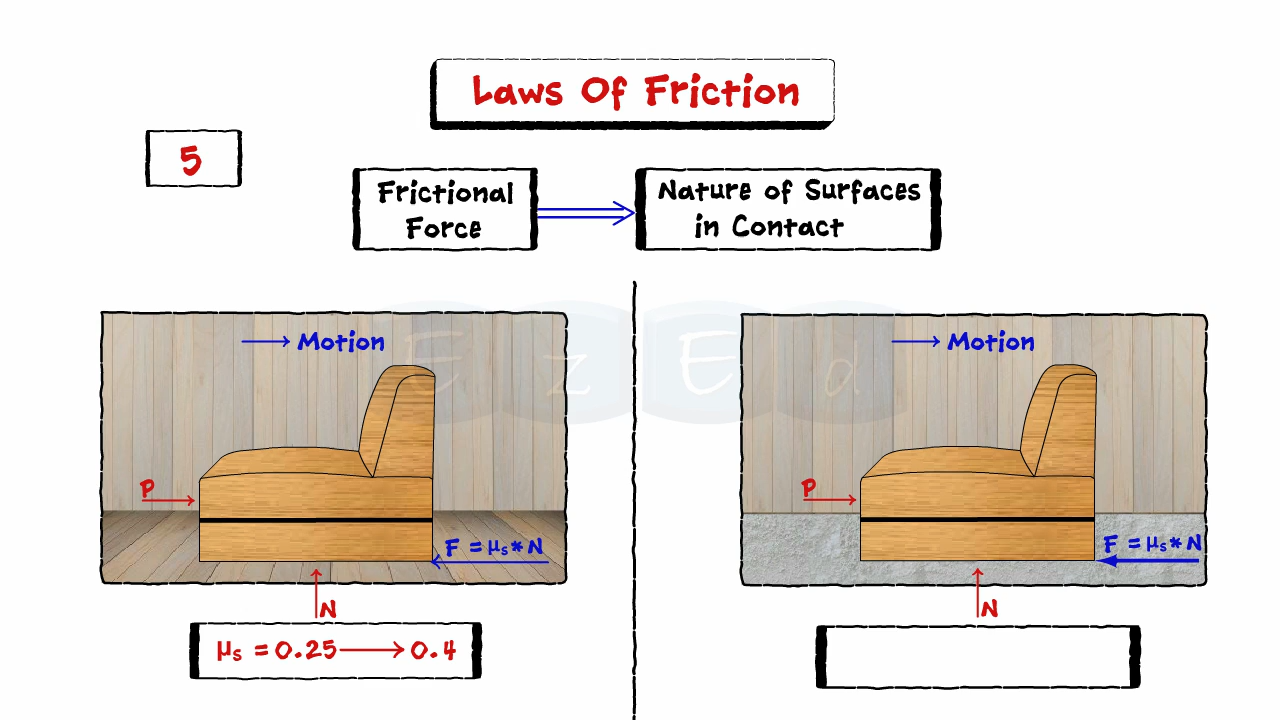 Laws Of Friction
5
Frictional
Force
Nature of Surfaces
in Contact
Motion
P
F = μs*N
N
μs = 0.25 → 0.4
Motion
P
F = μs*N
N
E z E d